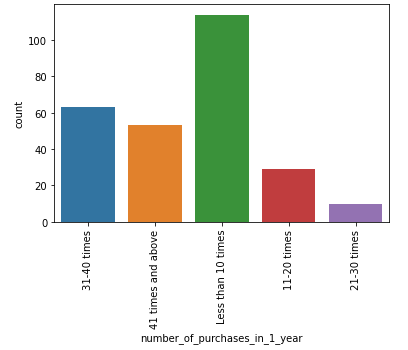 100
80
60
40
20
0
count
31-40 times
41 times and above
Less than 10 times
11-20 times
21-30 times
number_of_purchases_in_1_year